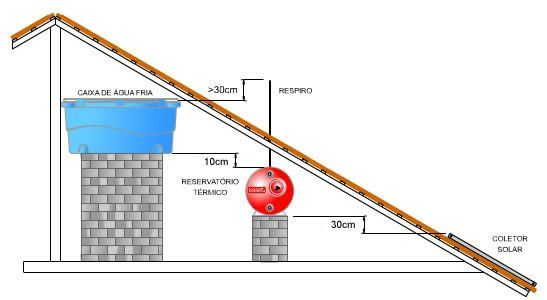 CAIXA DE ÁGUA FRIA
>30cm
RESPIRO
10cm
RESERVATÓRIO
TÉRMICO
30cm
COLETOR
SOLAR